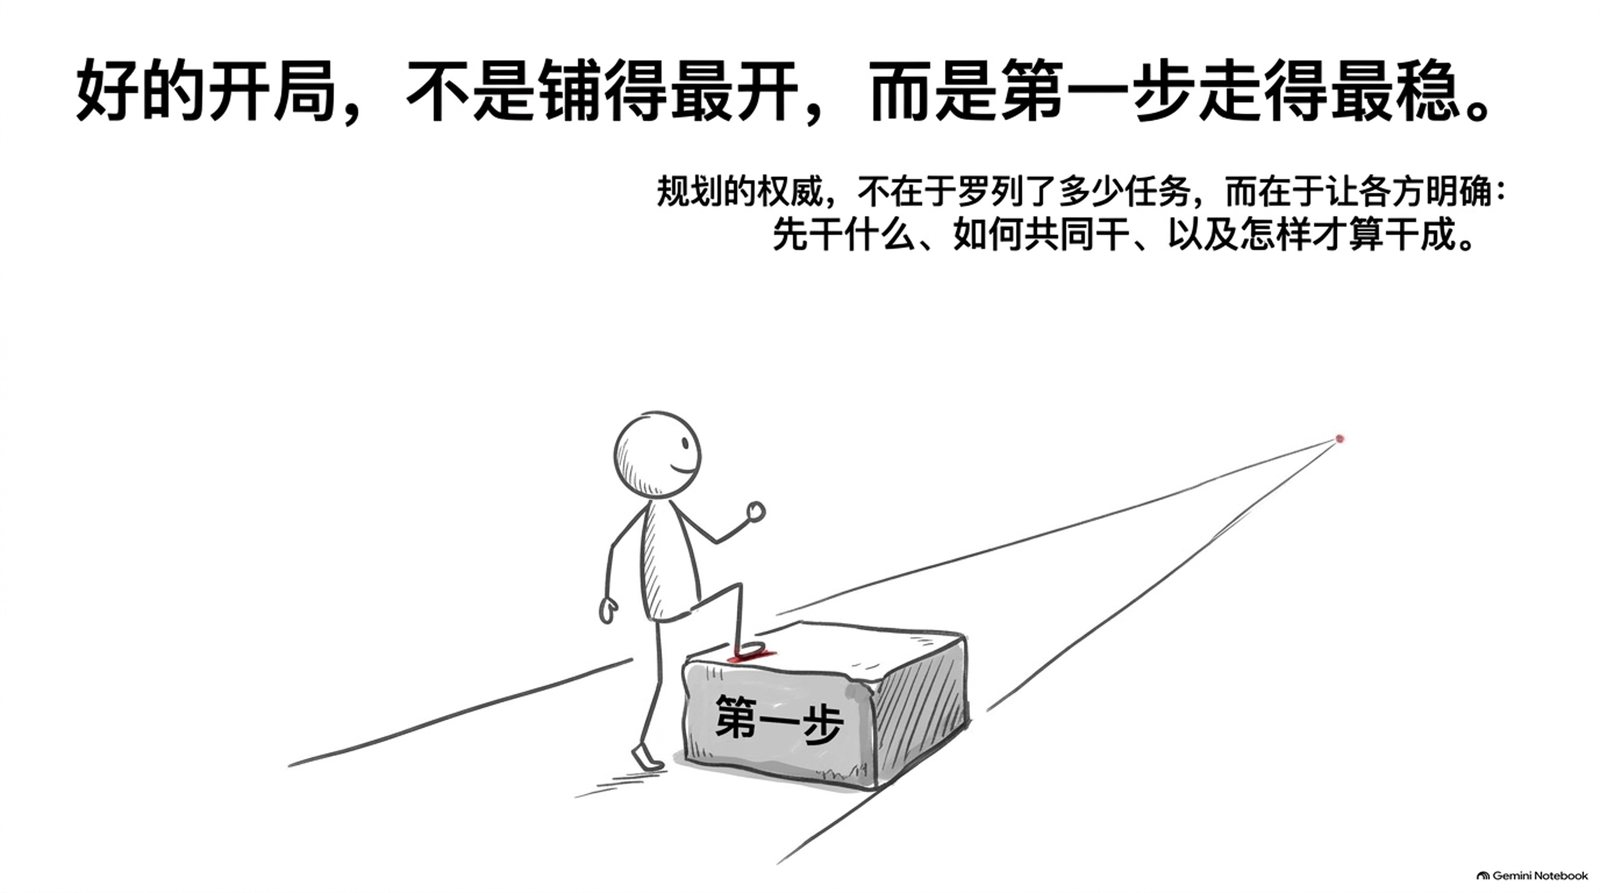 好的开局，不是铺得最开，而是第一步走得最稳。
规划的权威，不在于罗列了多少任务，而在于让各方明确：
先干什么、如何共同干、以及怎样才算干成。
第一步
Gemini Notebook